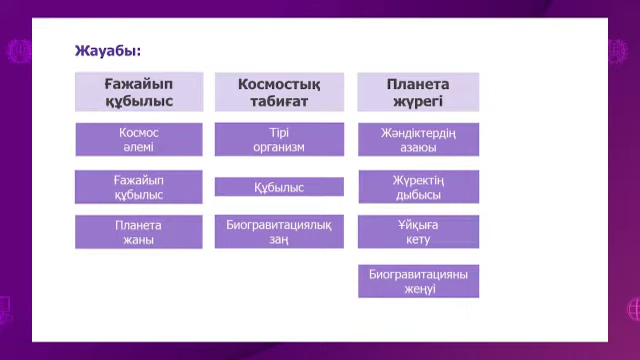 Жауабы:
Ғажайып
құбылыс
Космостық
табиғат
Планета
жүрегі
Космос
әлемі
Тірі
организм
Жәндіктердің
азаюы
Ғажайып
құбылыс
Құбылыс
Жүректің
дыбысы
Планета
жаны
Биогравитациялық
заң
Ұйқыға
кету
Биогравитацияны
жеңуі